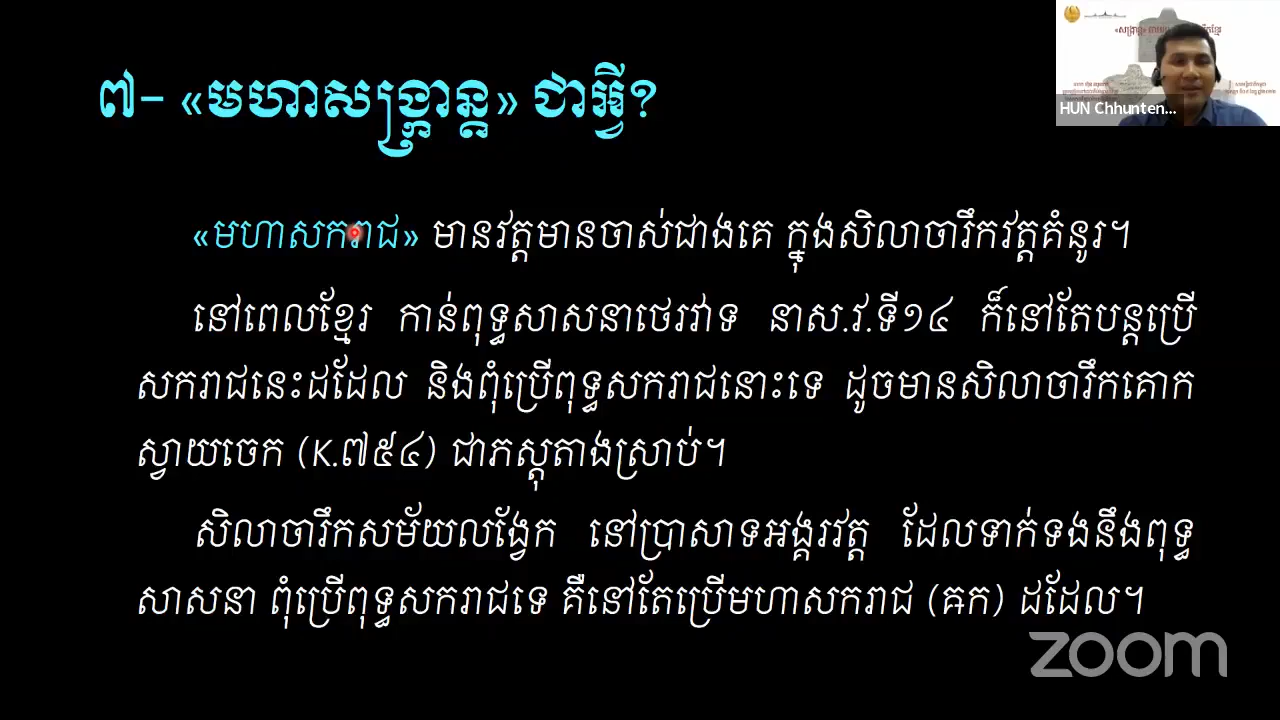 ៧- «មហាសង្ក្រាន្ត» ជាអ្វី?
HUN Chhunten...
«មហាសករាជ» មានវត្តមានចាស់ជាងគេ ក្នុងសិលាចារឹកវត្តគំនូរ។
នៅពេលខ្មែរ កាន់ពុទ្ធសាសនាថេរវាទ នាស.វ.ទី១៤ ក៏នៅតែបន្តប្រើ
សករាជនេះដដែល និងពុំប្រើពុទ្ធសករាជនោះទេ ដូចមានសិលាចារឹកគោក
ស្វាយចេក (K.៧៥៤) ជាភស្តុតាងស្រាប់។
សិលាចារឹកសម័យលង្វែក នៅប្រាសាទអង្គរវត្ត ដែលទាក់ទងនឹងពុទ្ធ
សាសនា ពុំប្រើពុទ្ធសករាជទេ គឺនៅតែប្រើមហាសករាជ (ឝក) ដដែល។
zoom